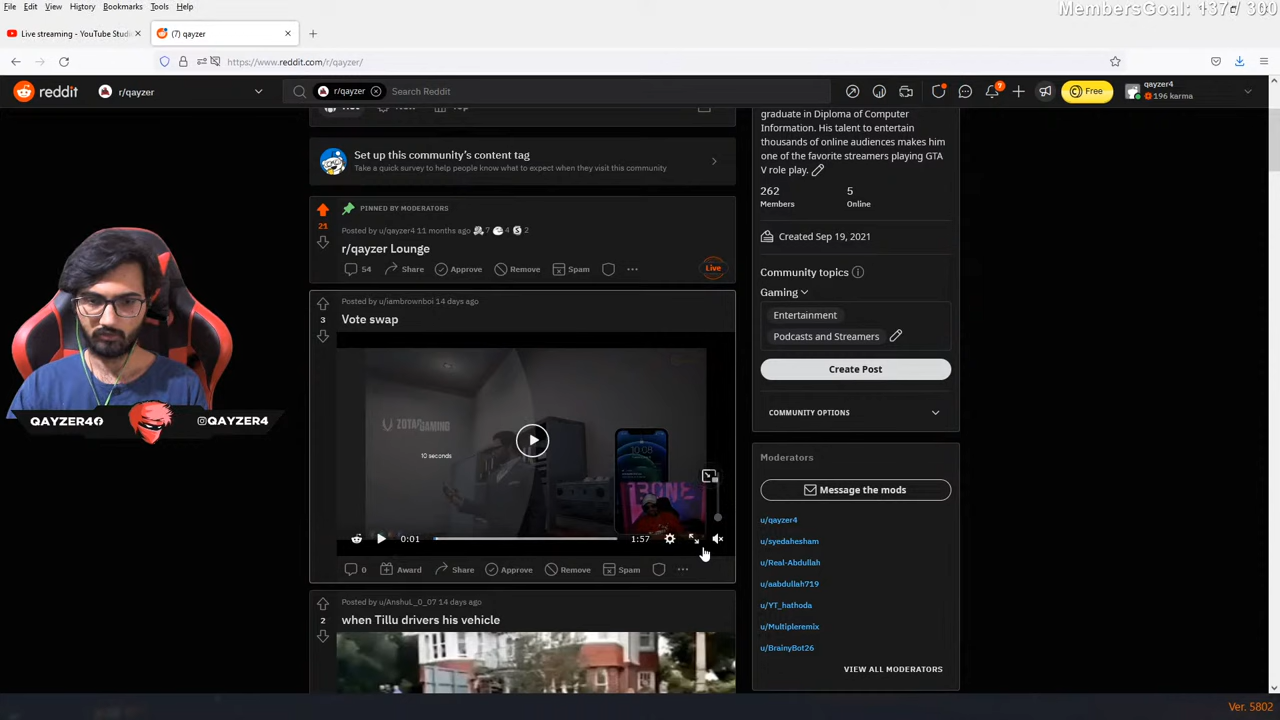 File Edit View History Bookmarks Tools Help
MembersGoal: 1374/ 300
Live streaming - YouTube Studi
(7) qayzer
https://www.reddit.com/r/qayzer/
reddit
r/qayzer
r/qayzer
Search Reddit
7
Free
qayzer4
196 karma
Set up this community's content tag
Take a quick survey to help people know what to expect when they visit this community
21
PINNED BY MODERATORS
Posted by u/qayzer4 11 months ago 7 4 2
r/qayzer Lounge
54 Share Approve Remove Spam
Live
Posted by u/iambrownboi 14 days ago
3
Vote swap
ZOTAC GAMING
10 seconds
0:01
1:57
0 Award Share Approve Remove Spam
Posted by u/AnshuL_0_07 14 days ago
2
when Tillu drivers his vehicle
graduate in Diploma of Computer
Information. His talent to entertain
thousands of online audiences makes him
one of the favorite streamers playing GTA
V role play.
262
Members
5
Online
Created Sep 19, 2021
Community topics
Gaming
Entertainment
Podcasts and Streamers
Create Post
COMMUNITY OPTIONS
Moderators
Message the mods
u/qayzer4
u/syedahesham
u/Real-Abdullah
u/aabdullah719
u/YT_hathoda
u/Multipleremix
u/BrainyBot26
VIEW ALL MODERATORS
QAYZER4
QAYZER4
Ver. 5802